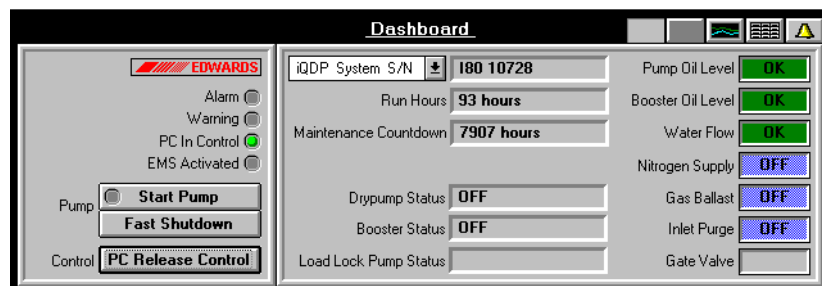 Dashboard
EDWARDS
Alarm
Warning
PC In Control
EMS Activated
Pump
Start Pump
Fast Shutdown
Control PC Release Control
iQDP System S/N I80 10728
Run Hours 93 hours
Maintenance Countdown 7907 hours
Drypump Status OFF
Booster Status OFF
Load Lock Pump Status
Pump Oil Level OK
Booster Oil Level OK
Water Flow OK
Nitrogen Supply OFF
Gas Ballast OFF
Inlet Purge OFF
Gate Valve